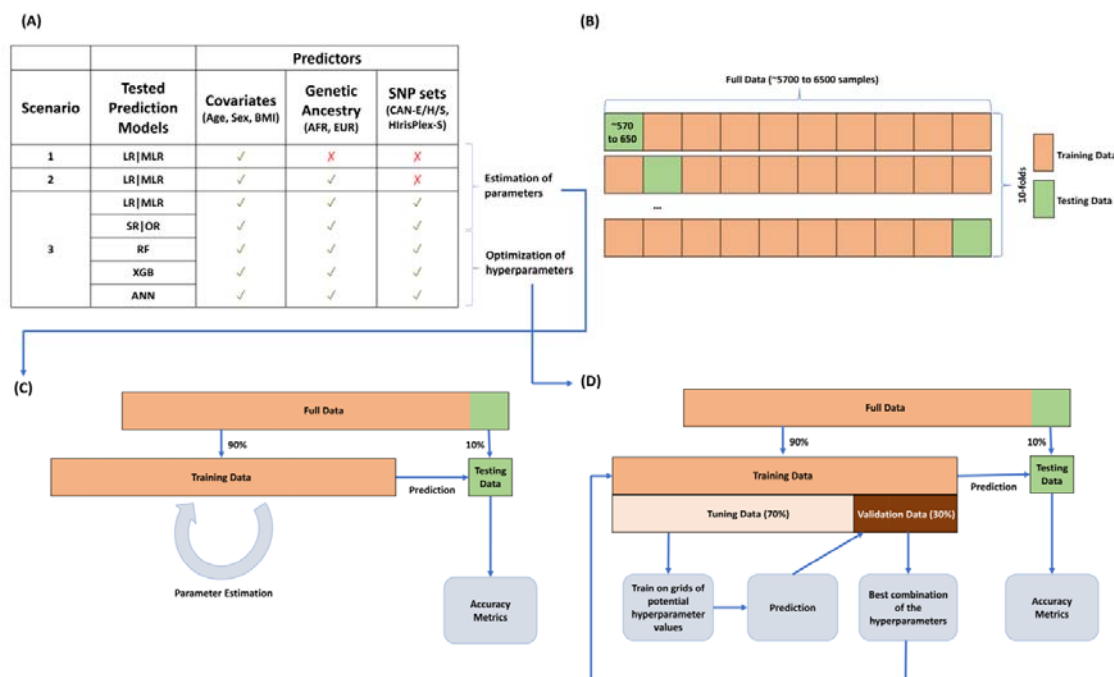 (A)
Predictors
Scenario
Tested
Prediction
Models
Covariates
(Age, Sex, BMI)
Genetic
Ancestry
(AFR, EUR)
SNP sets
(CAN-E/H/S,
HIrisPlex-S)
1 LR|MLR ✓ ✗ ✗
2 LR|MLR ✓ ✓ ✗
3
LR|MLR ✓ ✓ ✓
SR|OR ✓ ✓ ✓
RF ✓ ✓ ✓
XGB ✓ ✓ ✓
ANN ✓ ✓ ✓
Estimation of
parameters
Optimization of
hyperparameters
(B)
Full Data (~5700 to 6500 samples)
~570
to 650
...
10-folds
Training Data
Testing Data
(C)
Full Data
90%
10%
Training Data
Prediction
Testing
Data
Parameter Estimation
Accuracy
Metrics
(D)
Full Data
90%
10%
Training Data
Prediction
Testing
Data
Tuning Data (70%)
Validation Data (30%)
Train on grids of
potential
hyperparameter
values
Prediction
Best combination
of the
hyperparameters
Accuracy
Metrics